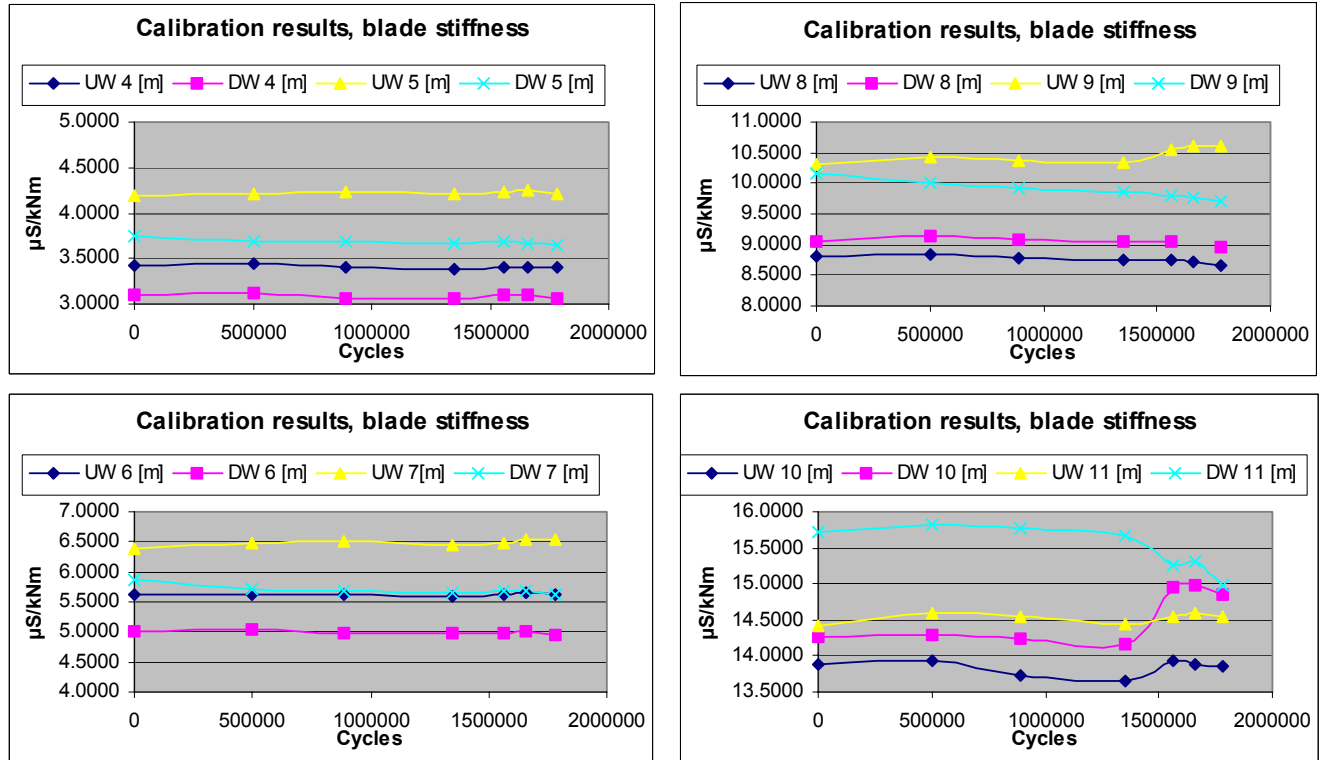 Calibration results, blade stiffness
UW 4 [m] DW 4 [m] UW 5 [m] DW 5 [m]
µS/kNm
5.0000
4.5000
4.0000
3.5000
3.0000
0 500000 1000000 1500000 2000000
Cycles
Calibration results, blade stiffness
UW 8 [m] DW 8 [m] UW 9 [m] DW 9 [m]
µS/kNm
11.0000
10.5000
10.0000
9.5000
9.0000
8.5000
8.0000
0 500000 1000000 1500000 2000000
Cycles
Calibration results, blade stiffness
UW 6 [m] DW 6 [m] UW 7[m] DW 7 [m]
µS/kNm
7.0000
6.5000
6.0000
5.5000
5.0000
4.5000
4.0000
0 500000 1000000 1500000 2000000
Cycles
Calibration results, blade stiffness
UW 10 [m] DW 10 [m] UW 11 [m] DW 11 [m]
µS/kNm
16.0000
15.5000
15.0000
14.5000
14.0000
13.5000
0 500000 1000000 1500000 2000000
Cycles